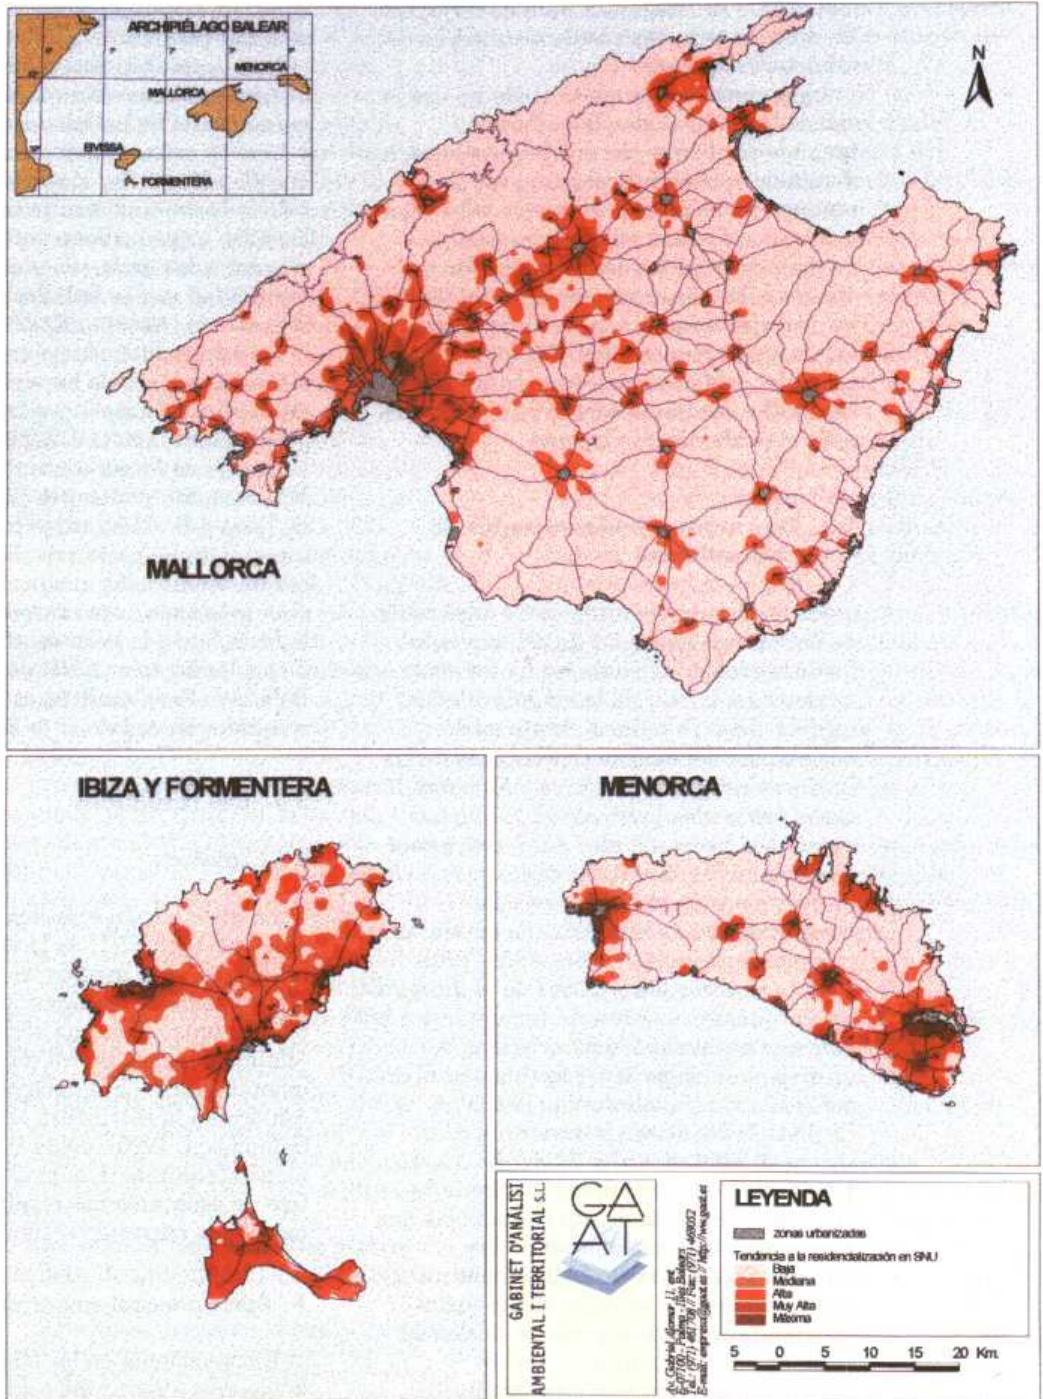 ARCHIPIÉLAGO BALEAR
MENORCA
MALLORCA
EIVISSA
FORMENTERA
N
MALLORCA
IBIZA Y FORMENTERA
MENORCA
GABINET D'ANÀLISI
AMBIENTAL I TERRITORIAL S.L.
GA
AT
LEYENDA
zonas urbanizadas
Tendencia a la residencialización en SNU
Baja
Mediana
Alta
Muy Alta
Máxima
5 0 5 10 15 20 Km.